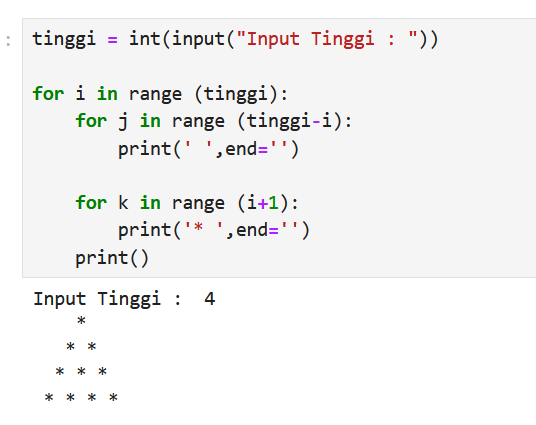 :
tinggi = int(input("Input Tinggi : "))
for i in range (tinggi):
    for j in range (tinggi-i):
        print(' ',end='')
    for k in range (i+1):
        print('* ',end='')
    print()
Input Tinggi :  4
    *
   * *
  * * *
 * * * *